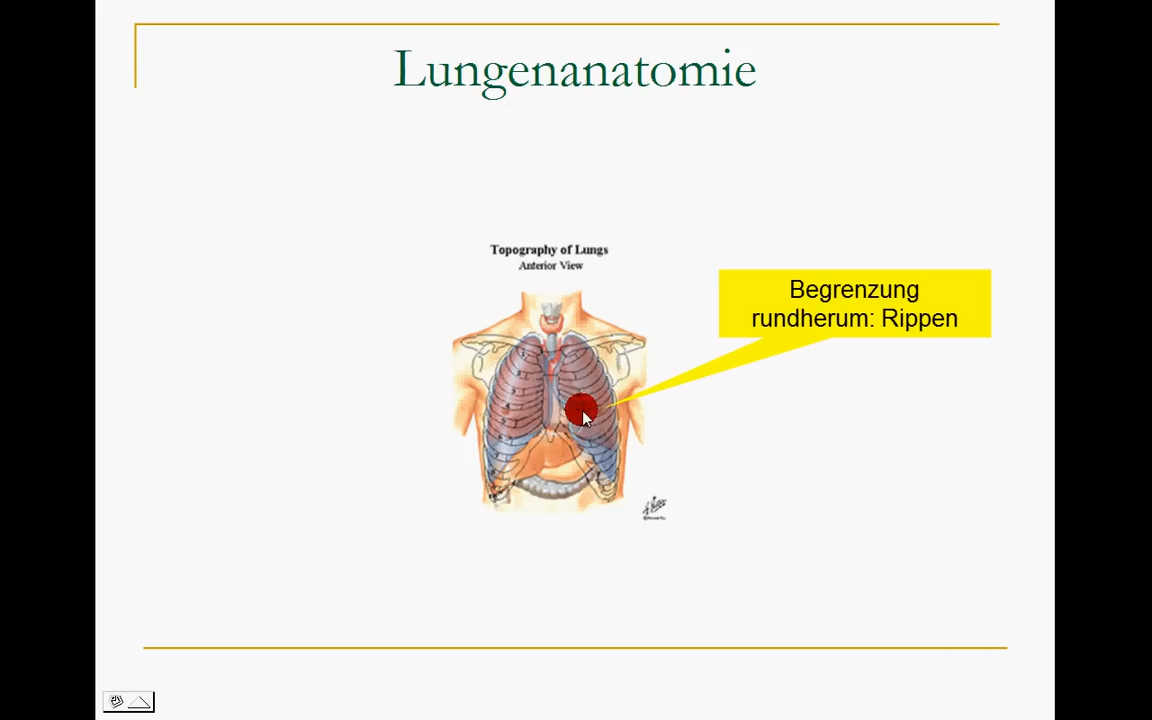 Lungenanatomie
Topography of Lungs
Anterior View
Begrenzung
rundherum: Rippen